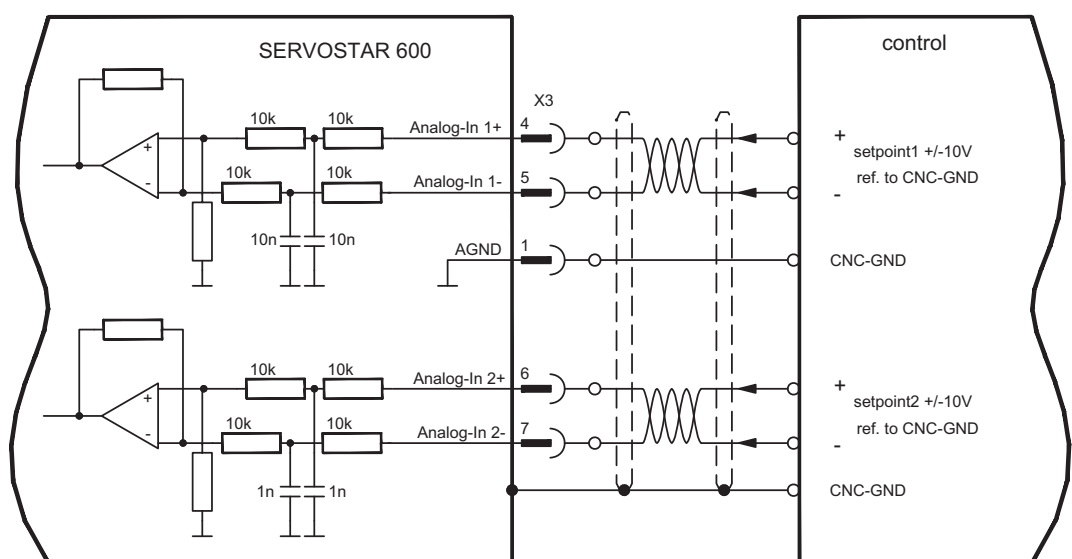 SERVOSTAR 600
control
X3
10k
10k
Analog-In 1+
4
+
+
setpoint1 +/-10V
-
10k
10k
Analog-In 1-
5
ref. to CNC-GND
-
10n
10n
AGND
1
CNC-GND
10k
10k
Analog-In 2+
6
+
+
setpoint2 +/-10V
-
10k
10k
Analog-In 2-
7
ref. to CNC-GND
-
1n
1n
CNC-GND